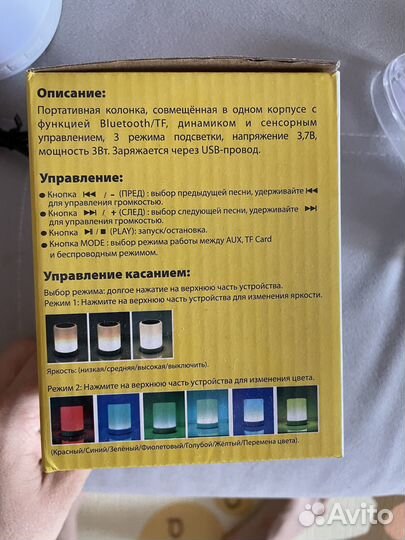 Описание:
Портативная колонка, совмещённая в одном корпусе с
функцией Bluetooth/TF, динамиком и сенсорным
управлением, 3 режима подсветки, напряжение 3,7В,
мощность 3Вт. Заряжается через USB-провод.
Управление:
● Кнопка ⏮ / – (ПРЕД) : выбор предыдущей песни, удерживайте ⏮
для управления громкостью.
● Кнопка ⏭ / + (СЛЕД) : выбор следующей песни, удерживайте ⏭
для управления громкостью.
● Кнопка ⏯ / ■ (PLAY): запуск/остановка.
● Кнопка MODE : выбор режима работы между AUX, TF Card
и беспроводным режимом.
Управление касанием:
Выбор режима: долгое нажатие на верхнюю часть устройства.
Режим 1: Нажмите на верхнюю часть устройства для изменения яркости.
Яркость: (низкая/средняя/высокая/выключить).
Режим 2: Нажмите на верхнюю часть устройства для изменения цвета.
(Красный/Синий/Зелёный/Фиолетовый/Голубой/Жёлтый/Перемена цвета).
Avito